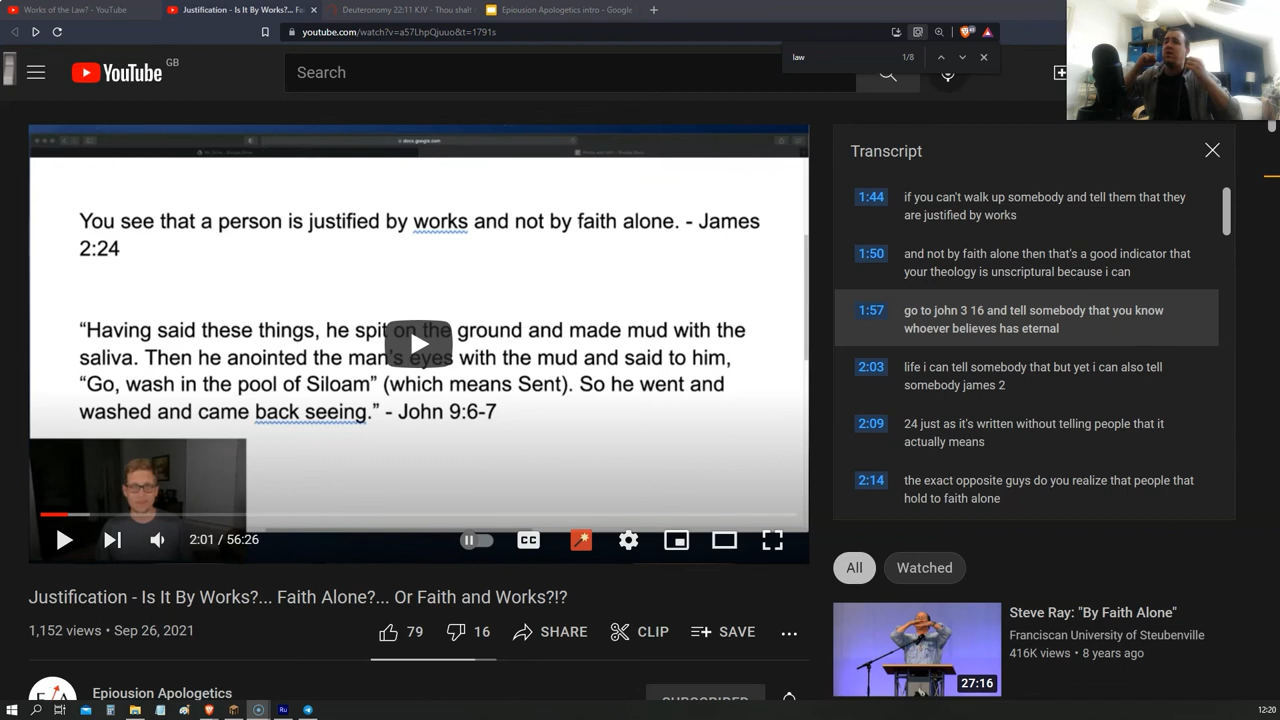 Works of the Law? - YouTube
Justification - Is It By Works?... Fait
Deuteronomy 22:11 KJV - Thou shalt
Epiousion Apologetics intro - Google
youtube.com/watch?v=a57LhpQjuuo&t=1791s
law
1/8
YouTube GB
Search
docs.google.com
You see that a person is justified by works and not by faith alone. - James
2:24
“Having said these things, he spit on the ground and made mud with the
saliva. Then he anointed the man's eyes with the mud and said to him,
“Go, wash in the pool of Siloam” (which means Sent). So he went and
washed and came back seeing.” - John 9:6-7
2:01 / 56:26
CC
Justification - Is It By Works?... Faith Alone?... Or Faith and Works?!?
1,152 views • Sep 26, 2021
79
16
SHARE
CLIP
SAVE
Epiousion Apologetics
SUBSCRIBED
Transcript
1:44 if you can't walk up somebody and tell them that they
are justified by works
1:50 and not by faith alone then that's a good indicator that
your theology is unscriptural because i can
1:57 go to john 3 16 and tell somebody that you know
whoever believes has eternal
2:03 life i can tell somebody that but yet i can also tell
somebody james 2
2:09 24 just as it's written without telling people that it
actually means
2:14 the exact opposite guys do you realize that people that
hold to faith alone
All
Watched
Steve Ray: "By Faith Alone"
Franciscan University of Steubenville
416K views • 8 years ago
27:16
Ru
12:20